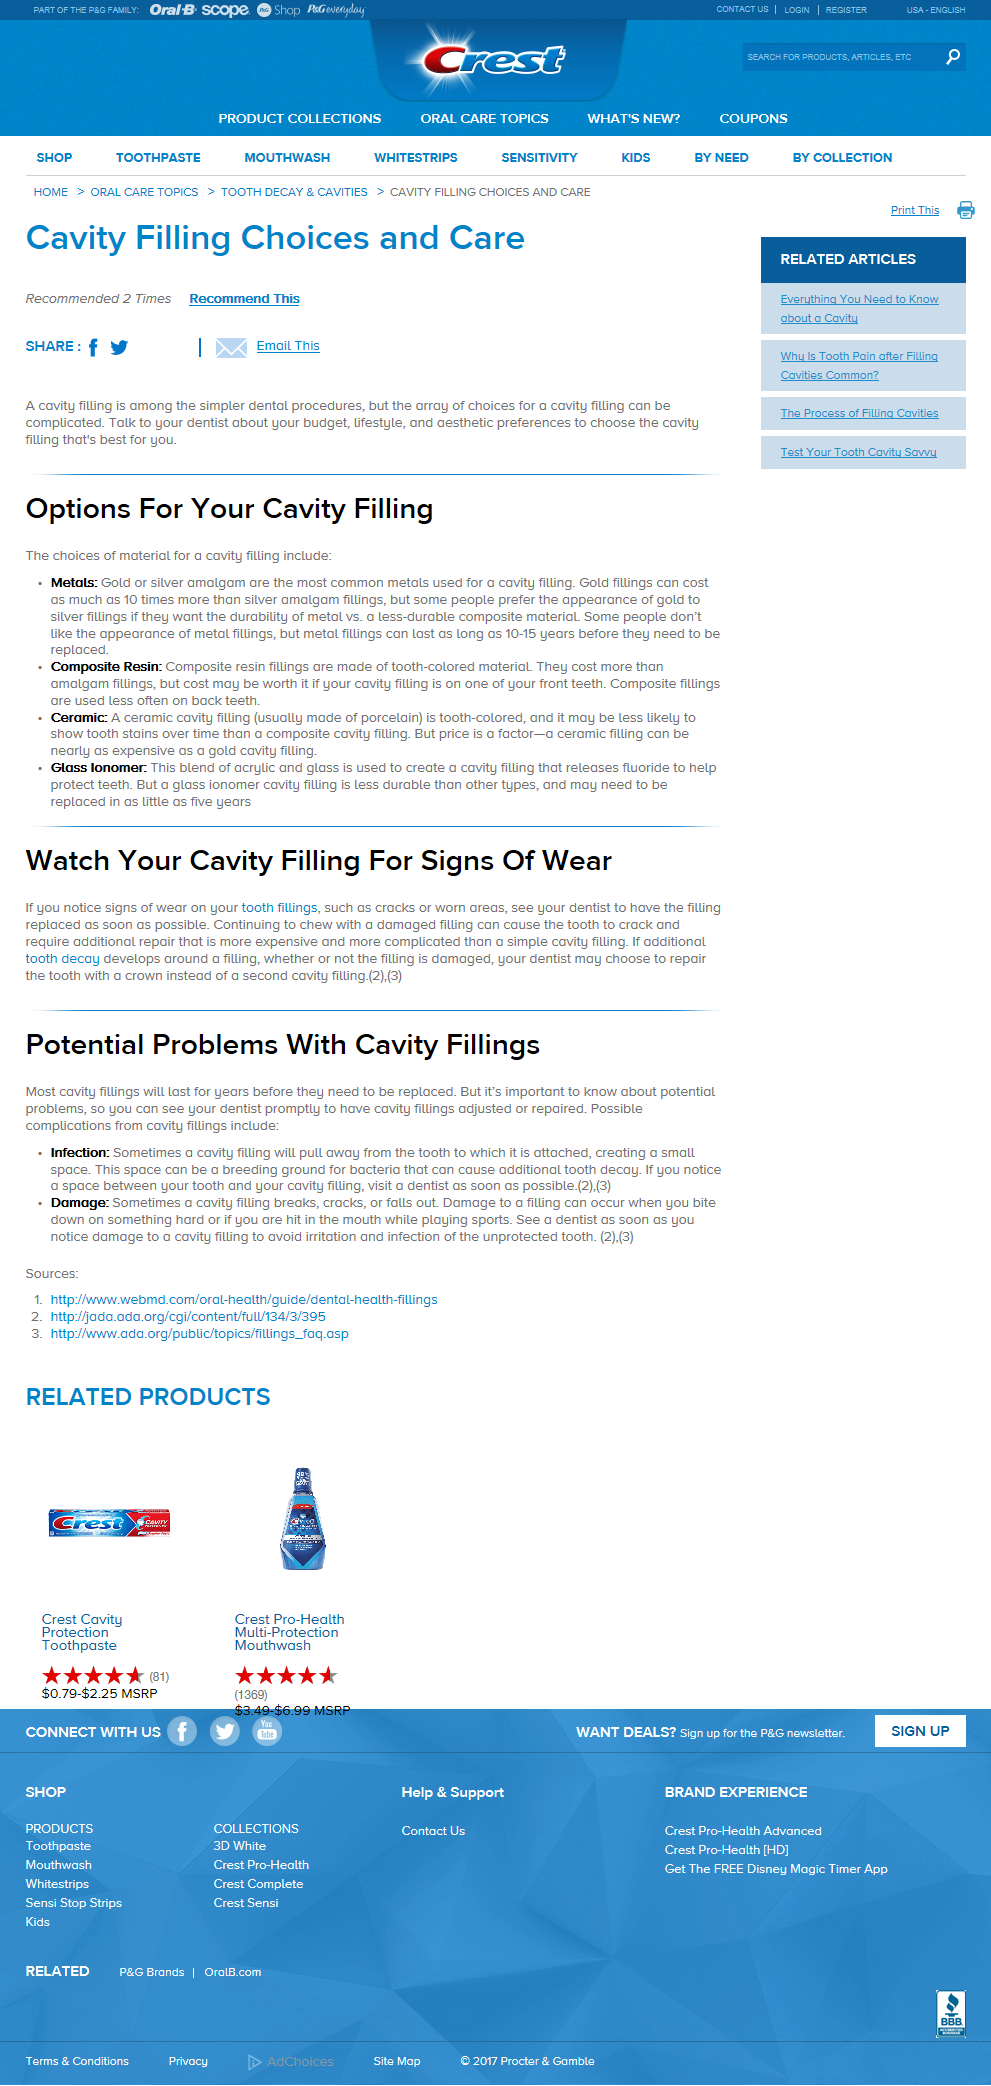 PART OF THE P&G FAMILY: Oral-B scope. P&G Shop P&G everyday
CONTACT US | LOGIN | REGISTER USA - ENGLISH
Crest
SEARCH FOR PRODUCTS, ARTICLES, ETC
PRODUCT COLLECTIONS ORAL CARE TOPICS WHAT'S NEW? COUPONS
SHOP TOOTHPASTE MOUTHWASH WHITESTRIPS SENSITIVITY KIDS BY NEED BY COLLECTION
HOME > ORAL CARE TOPICS > TOOTH DECAY & CAVITIES > CAVITY FILLING CHOICES AND CARE
Print This
Cavity Filling Choices and Care
Recommended 2 Times Recommend This
SHARE : | Email This
RELATED ARTICLES
Everything You Need to Know
about a Cavity
Why Is Tooth Pain after Filling
Cavities Common?
The Process of Filling Cavities
Test Your Tooth Cavity Savvy
A cavity filling is among the simpler dental procedures, but the array of choices for a cavity filling can be
complicated. Talk to your dentist about your budget, lifestyle, and aesthetic preferences to choose the cavity
filling that's best for you.
Options For Your Cavity Filling
The choices of material for a cavity filling include:
• Metals: Gold or silver amalgam are the most common metals used for a cavity filling. Gold fillings can cost
as much as 10 times more than silver amalgam fillings, but some people prefer the appearance of gold to
silver fillings if they want the durability of metal vs. a less-durable composite material. Some people don't
like the appearance of metal fillings, but metal fillings can last as long as 10-15 years before they need to be
replaced.
• Composite Resin: Composite resin fillings are made of tooth-colored material. They cost more than
amalgam fillings, but cost may be worth it if your cavity filling is on one of your front teeth. Composite fillings
are used less often on back teeth.
• Ceramic: A ceramic cavity filling (usually made of porcelain) is tooth-colored, and it may be less likely to
show tooth stains over time than a composite cavity filling. But price is a factor—a ceramic filling can be
nearly as expensive as a gold cavity filling.
• Glass Ionomer: This blend of acrylic and glass is used to create a cavity filling that releases fluoride to help
protect teeth. But a glass ionomer cavity filling is less durable than other types, and may need to be
replaced in as little as five years
Watch Your Cavity Filling For Signs Of Wear
If you notice signs of wear on your tooth fillings, such as cracks or worn areas, see your dentist to have the filling
replaced as soon as possible. Continuing to chew with a damaged filling can cause the tooth to crack and
require additional repair that is more expensive and more complicated than a simple cavity filling. If additional
tooth decay develops around a filling, whether or not the filling is damaged, your dentist may choose to repair
the tooth with a crown instead of a second cavity filling.(2),(3)
Potential Problems With Cavity Fillings
Most cavity fillings will last for years before they need to be replaced. But it's important to know about potential
problems, so you can see your dentist promptly to have cavity fillings adjusted or repaired. Possible
complications from cavity fillings include:
• Infection: Sometimes a cavity filling will pull away from the tooth to which it is attached, creating a small
space. This space can be a breeding ground for bacteria that can cause additional tooth decay. If you notice
a space between your tooth and your cavity filling, visit a dentist as soon as possible.(2),(3)
• Damage: Sometimes a cavity filling breaks, cracks, or falls out. Damage to a filling can occur when you bite
down on something hard or if you are hit in the mouth while playing sports. See a dentist as soon as you
notice damage to a cavity filling to avoid irritation and infection of the unprotected tooth. (2),(3)
Sources:
1. http://www.webmd.com/oral-health/guide/dental-health-fillings
2. http://jada.ada.org/cgi/content/full/134/3/395
3. http://www.ada.org/public/topics/fillings_faq.asp
RELATED PRODUCTS
Crest CAVITY
Crest Cavity
Protection
Toothpaste
(81)
$0.79-$2.25 MSRP
Crest Pro-Health
Multi-Protection
Mouthwash
(1369)
$3.49-$6.99 MSRP
CONNECT WITH US You Tube
WANT DEALS? Sign up for the P&G newsletter. SIGN UP
SHOP
PRODUCTS
Toothpaste
Mouthwash
Whitestrips
Sensi Stop Strips
Kids
COLLECTIONS
3D White
Crest Pro-Health
Crest Complete
Crest Sensi
Help & Support
Contact Us
BRAND EXPERIENCE
Crest Pro-Health Advanced
Crest Pro-Health [HD]
Get The FREE Disney Magic Timer App
RELATED P&G Brands | OralB.com
BBB
ACCREDITED
BUSINESS
Terms & Conditions Privacy AdChoices Site Map © 2017 Procter & Gamble